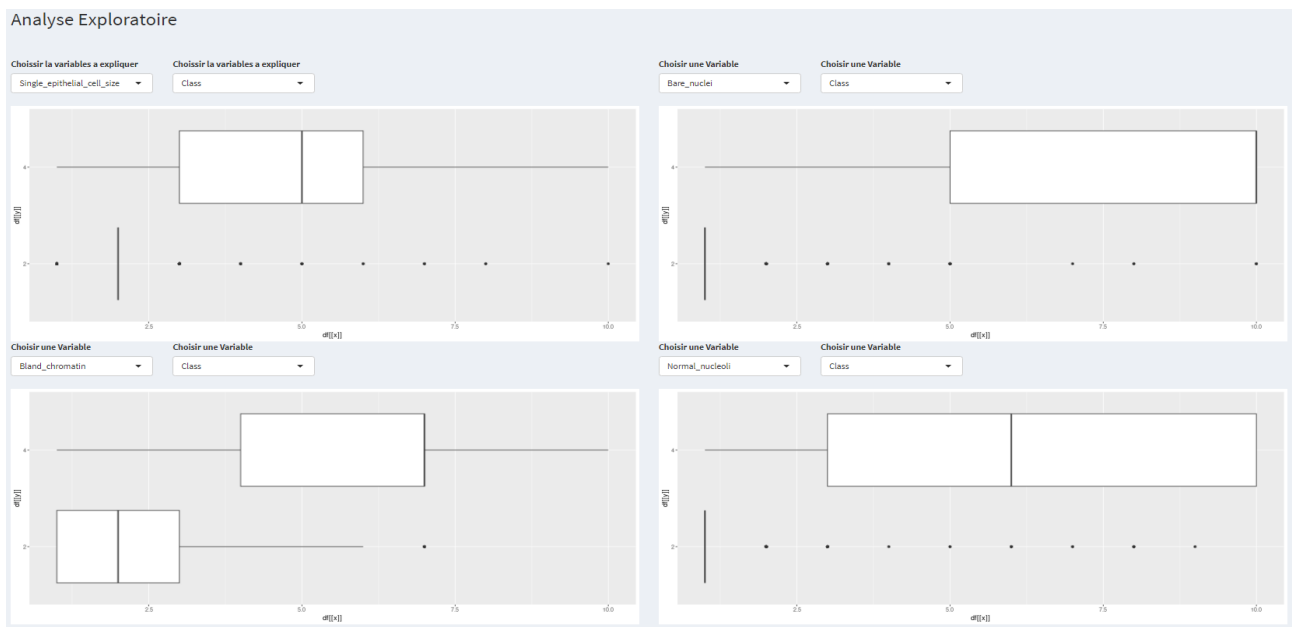 Analyse Exploratoire
Choissir la variables a expliquer Choissir la variables a expliquer Choisir une Variable Choisir une Variable
Single_epithelial_cell_size Class Bare_nuclei Class
4 4
df[[y]] df[[y]]
2 2
2.5 5.0 7.5 10.0 2.5 5.0 7.5 10.0
df[[x]] df[[x]]
Choisir une Variable Choisir une Variable Choisir une Variable Choisir une Variable
Bland_chromatin Class Normal_nucleoli Class
4 4
df[[y]] df[[y]]
2 2
2.5 5.0 7.5 10.0 2.5 5.0 7.5 10.0
df[[x]] df[[x]]